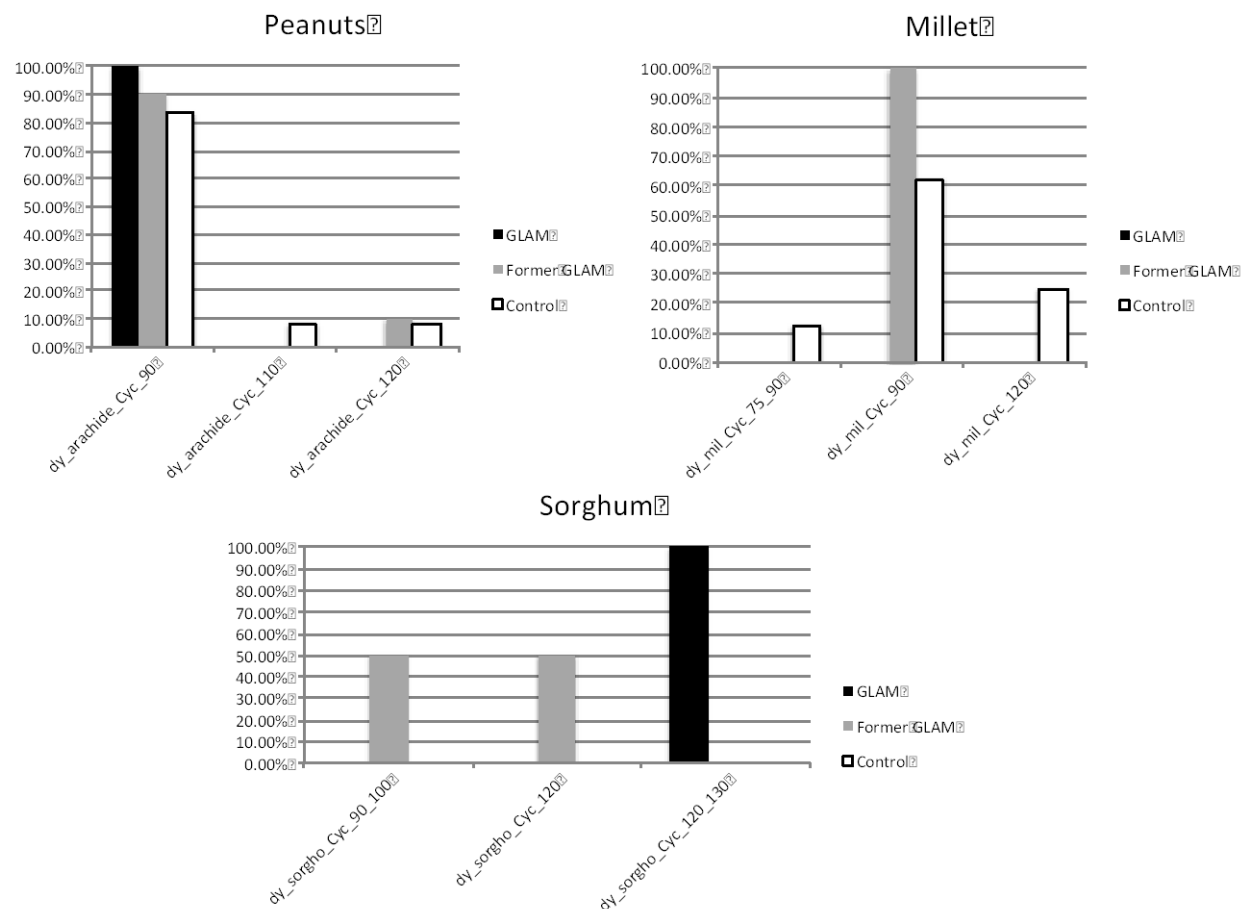 Peanuts
100.00%
90.00%
80.00%
70.00%
60.00%
50.00%
40.00%
30.00%
20.00%
10.00%
0.00%
dy_arachide_Cyc_90
dy_arachide_Cyc_110
dy_arachide_Cyc_120
GLAM
Former GLAM
Control
Millet
100.00%
90.00%
80.00%
70.00%
60.00%
50.00%
40.00%
30.00%
20.00%
10.00%
0.00%
dy_mil_Cyc_75_90
dy_mil_Cyc_90
dy_mil_Cyc_120
GLAM
Former GLAM
Control
Sorghum
100.00%
90.00%
80.00%
70.00%
60.00%
50.00%
40.00%
30.00%
20.00%
10.00%
0.00%
dy_sorgho_Cyc_90_100
dy_sorgho_Cyc_120
dy_sorgho_Cyc_120_130
GLAM
Former GLAM
Control